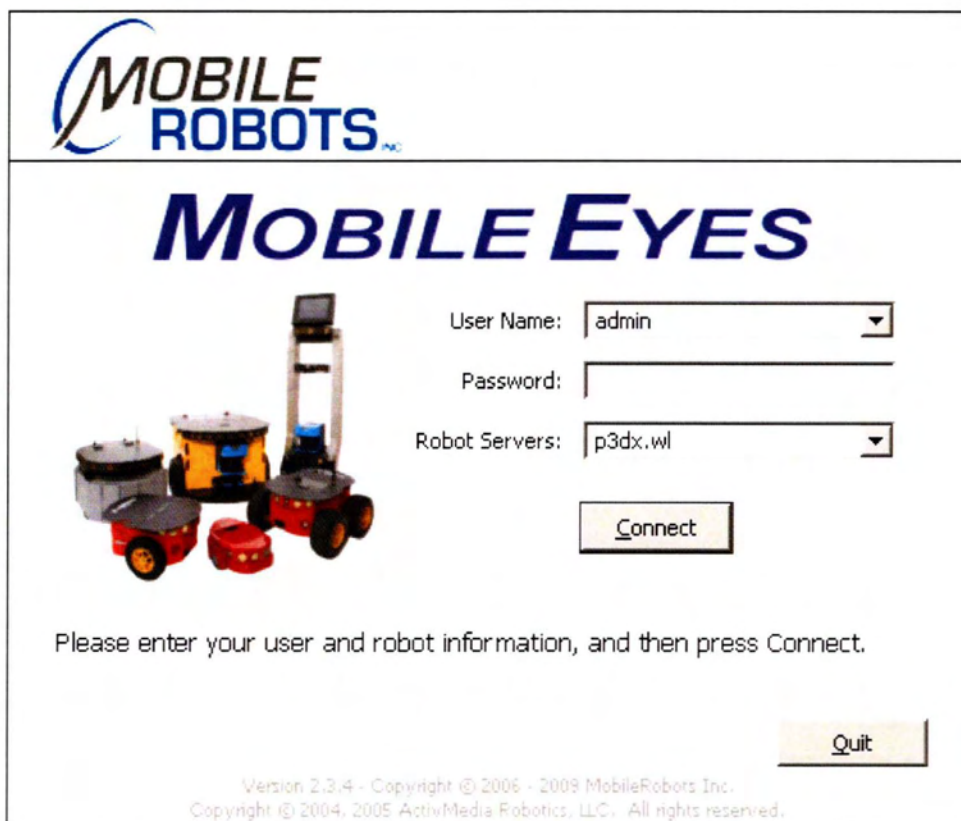 MOBILE
ROBOTS INC
MOBILEEYES
User Name: admin
Password:
Robot Servers: p3dx.wl
Connect
Please enter your user and robot information, and then press Connect.
Quit
Version 2.3.4 - Copyright © 2006 - 2009 MobileRobots Inc.
Copyright © 2004, 2005 ActivMedia Robotics, LLC. All rights reserved.